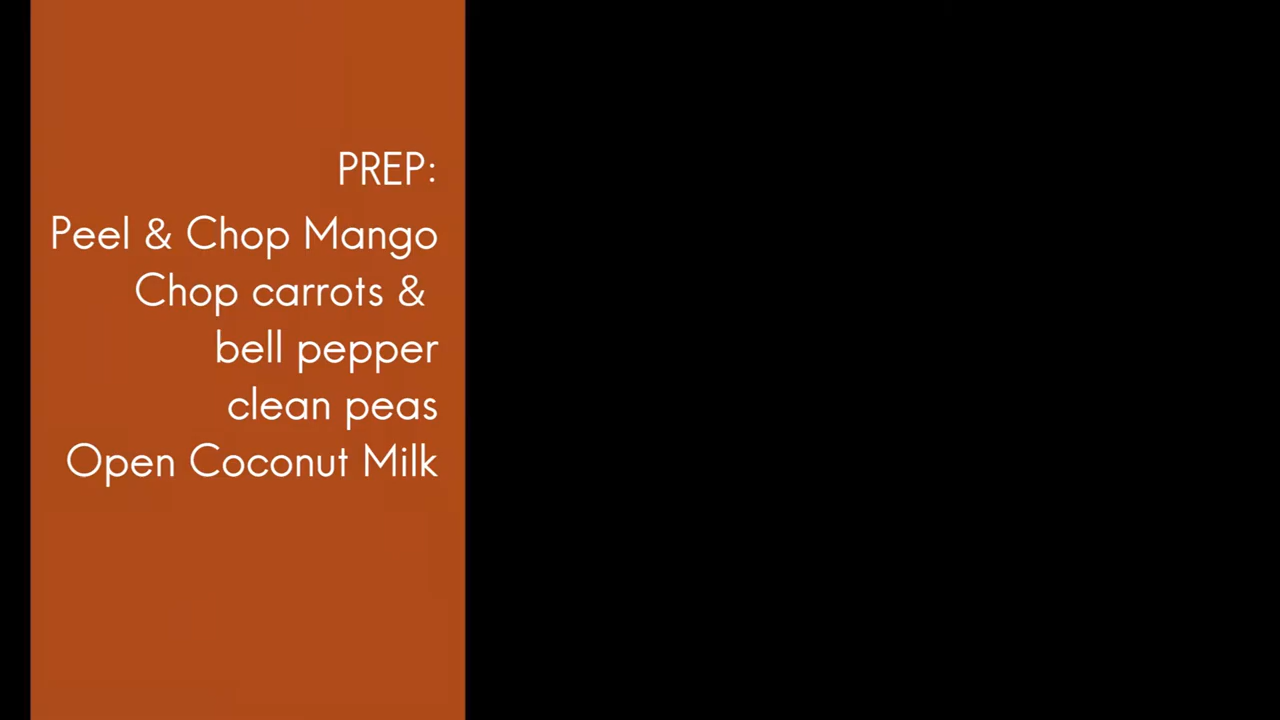 PREP:
Peel & Chop Mango
Chop carrots &
bell pepper
clean peas
Open Coconut Milk